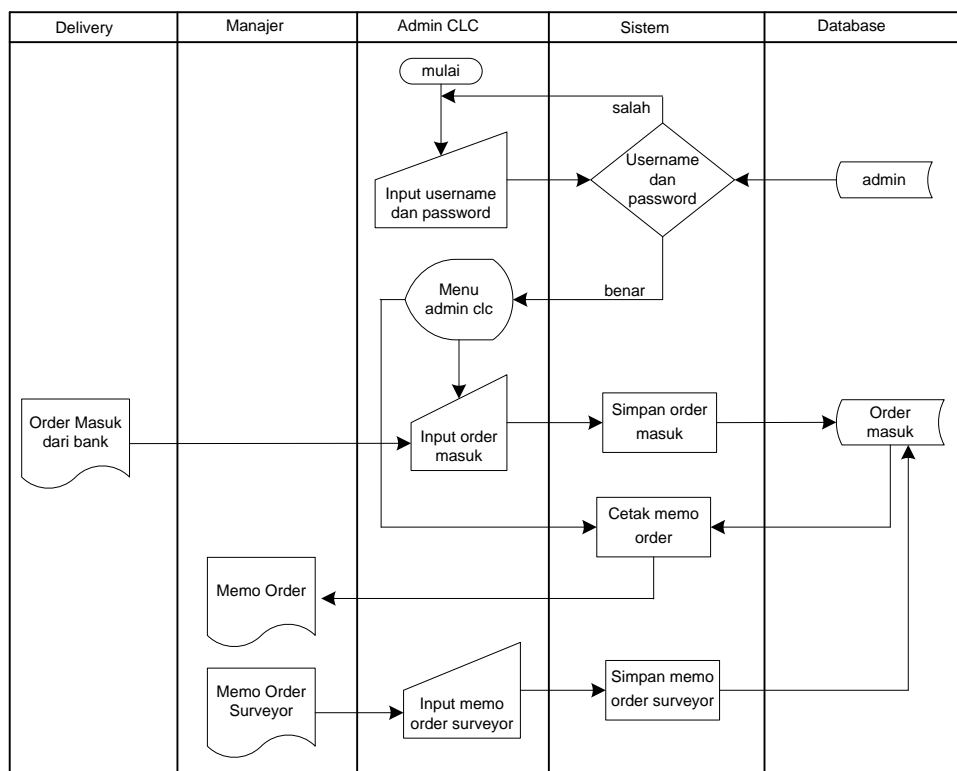 Delivery
Manajer
Admin CLC
Sistem
Database
mulai
salah
Input username
dan password
Username
dan
password
admin
Menu
admin clc
benar
Order Masuk
dari bank
Input order
masuk
Simpan order
masuk
Order
masuk
Cetak memo
order
Memo Order
Memo Order
Surveyor
Input memo
order surveyor
Simpan memo
order surveyor